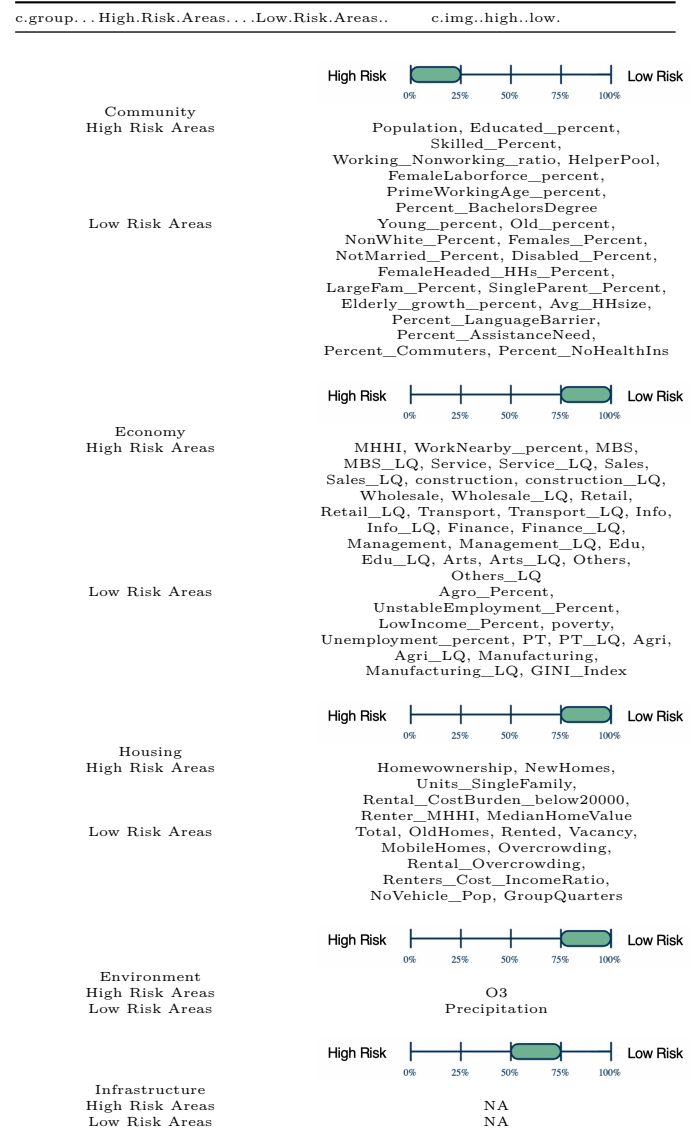 c.group...High.Risk.Areas....Low.Risk.Areas.. c.img..high..low.
High Risk Low Risk
0% 25% 50% 75% 100%
Community
High Risk Areas Population, Educated_percent,
Skilled_Percent,
Working_Nonworking_ratio, HelperPool,
FemaleLaborforce_percent,
PrimeWorkingAge_percent,
Percent_BachelorsDegree
Low Risk Areas Young_percent, Old_percent,
NonWhite_Percent, Females_Percent,
NotMarried_Percent, Disabled_Percent,
FemaleHeaded_HHs_Percent,
LargeFam_Percent, SingleParent_Percent,
Elderly_growth_percent, Avg_HHsize,
Percent_LanguageBarrier,
Percent_AssistanceNeed,
Percent_Commuters, Percent_NoHealthIns
High Risk Low Risk
0% 25% 50% 75% 100%
Economy
High Risk Areas MHHI, WorkNearby_percent, MBS,
MBS_LQ, Service, Service_LQ, Sales,
Sales_LQ, construction, construction_LQ,
Wholesale, Wholesale_LQ, Retail,
Retail_LQ, Transport, Transport_LQ, Info,
Info_LQ, Finance, Finance_LQ,
Management, Management_LQ, Edu,
Edu_LQ, Arts, Arts_LQ, Others,
Others_LQ
Low Risk Areas Agro_Percent,
UnstableEmployment_Percent,
LowIncome_Percent, poverty,
Unemployment_percent, PT, PT_LQ, Agri,
Agri_LQ, Manufacturing,
Manufacturing_LQ, GINI_Index
High Risk Low Risk
0% 25% 50% 75% 100%
Housing
High Risk Areas Homewownership, NewHomes,
Units_SingleFamily,
Rental_CostBurden_below20000,
Renter_MHHI, MedianHomeValue
Low Risk Areas Total, OldHomes, Rented, Vacancy,
MobileHomes, Overcrowding,
Rental_Overcrowding,
Renters_Cost_IncomeRatio,
NoVehicle_Pop, GroupQuarters
High Risk Low Risk
0% 25% 50% 75% 100%
Environment
High Risk Areas O3
Low Risk Areas Precipitation
High Risk Low Risk
0% 25% 50% 75% 100%
Infrastructure
High Risk Areas NA
Low Risk Areas NA